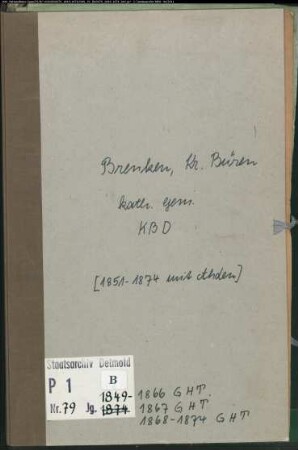 Brenken, Kr. Büren
kath. Gem.
KBD
[1851-1874 mit Ahden]
Staatsarchiv Detmold
P 1 B
Nr. 79 Jg. 1849-1874
1866 GHT.
1867 GHT
1868-1874 GHT